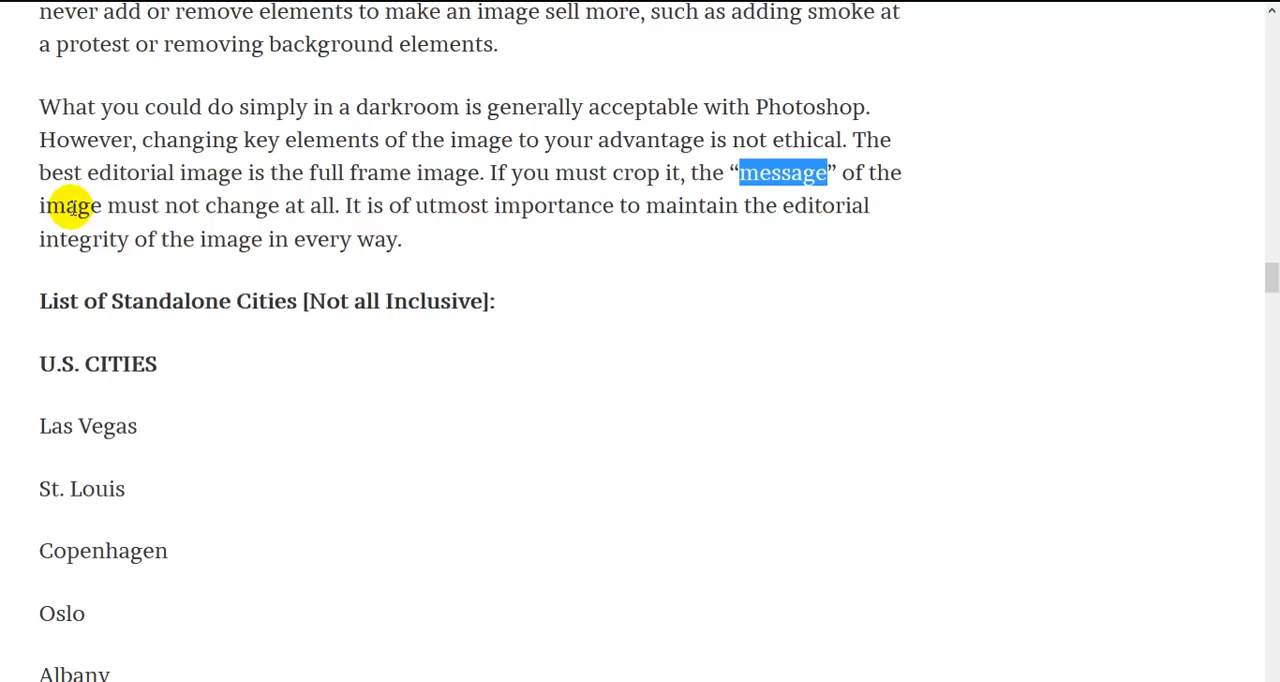 never add or remove elements to make an image sell more, such as adding smoke at
a protest or removing background elements.
What you could do simply in a darkroom is generally acceptable with Photoshop.
However, changing key elements of the image to your advantage is not ethical. The
best editorial image is the full frame image. If you must crop it, the “message” of the
image must not change at all. It is of utmost importance to maintain the editorial
integrity of the image in every way.
List of Standalone Cities [Not all Inclusive]:
U.S. CITIES
Las Vegas
St. Louis
Copenhagen
Oslo
Albany